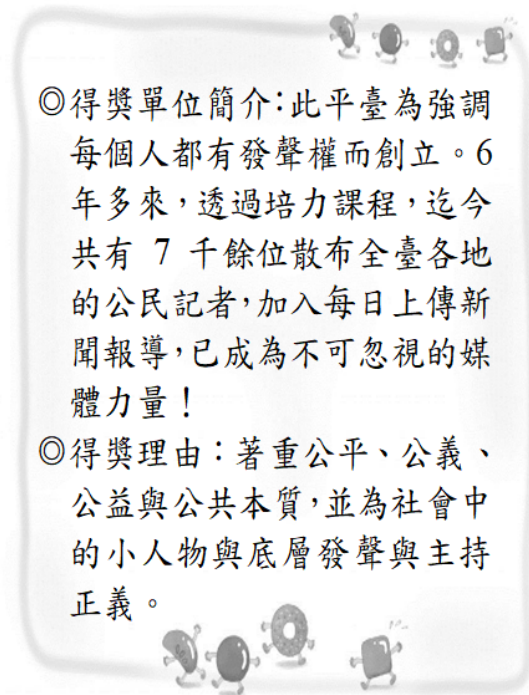 ◎得獎單位簡介：此平臺為強調
每個人都有發聲權而創立。6
年多來，透過培力課程，迄今
共有 7 千餘位散布全臺各地
的公民記者，加入每日上傳新
聞報導，已成為不可忽視的媒
體力量！
◎得獎理由：著重公平、公義、
公益與公共本質，並為社會中
的小人物與底層發聲與主持
正義。